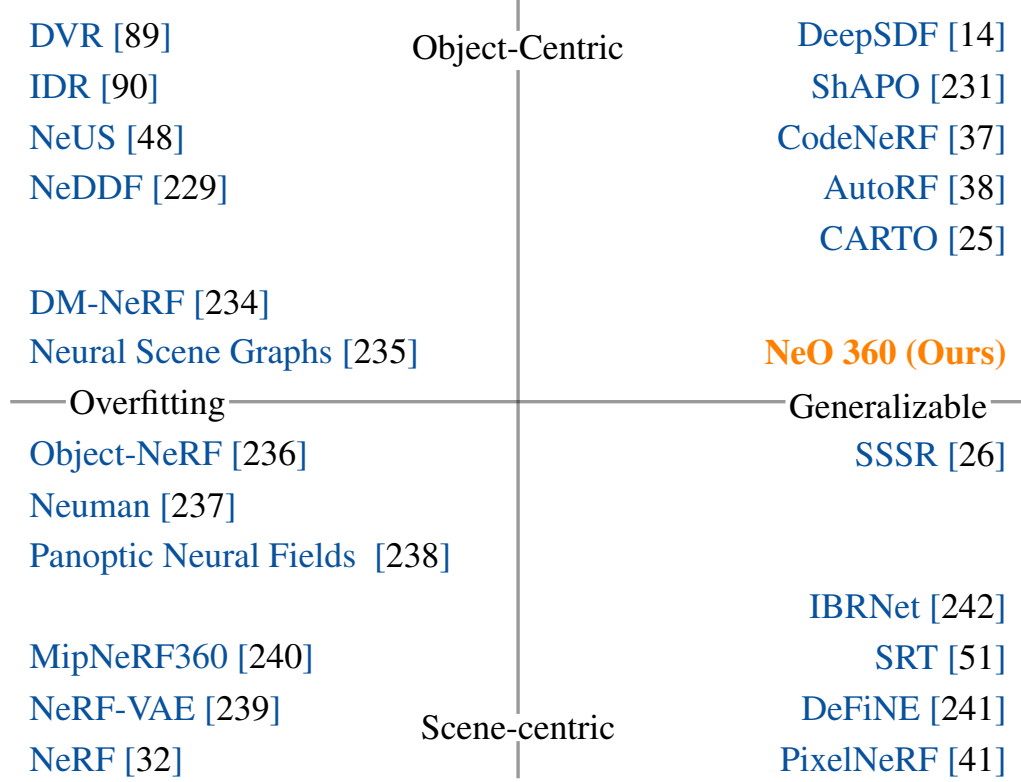 DVR [89]
IDR [90]
NeUS [48]
NeDDF [229]
DM-NeRF [234]
Neural Scene Graphs [235]
Object-Centric
DeepSDF [14]
ShAPO [231]
CodeNeRF [37]
AutoRF [38]
CARTO [25]
NeO 360 (Ours)
Overfitting
Generalizable
Object-NeRF [236]
Neuman [237]
Panoptic Neural Fields [238]
MipNeRF360 [240]
NeRF-VAE [239]
NeRF [32]
Scene-centric
SSSR [26]
IBRNet [242]
SRT [51]
DeFiNE [241]
PixelNeRF [41]